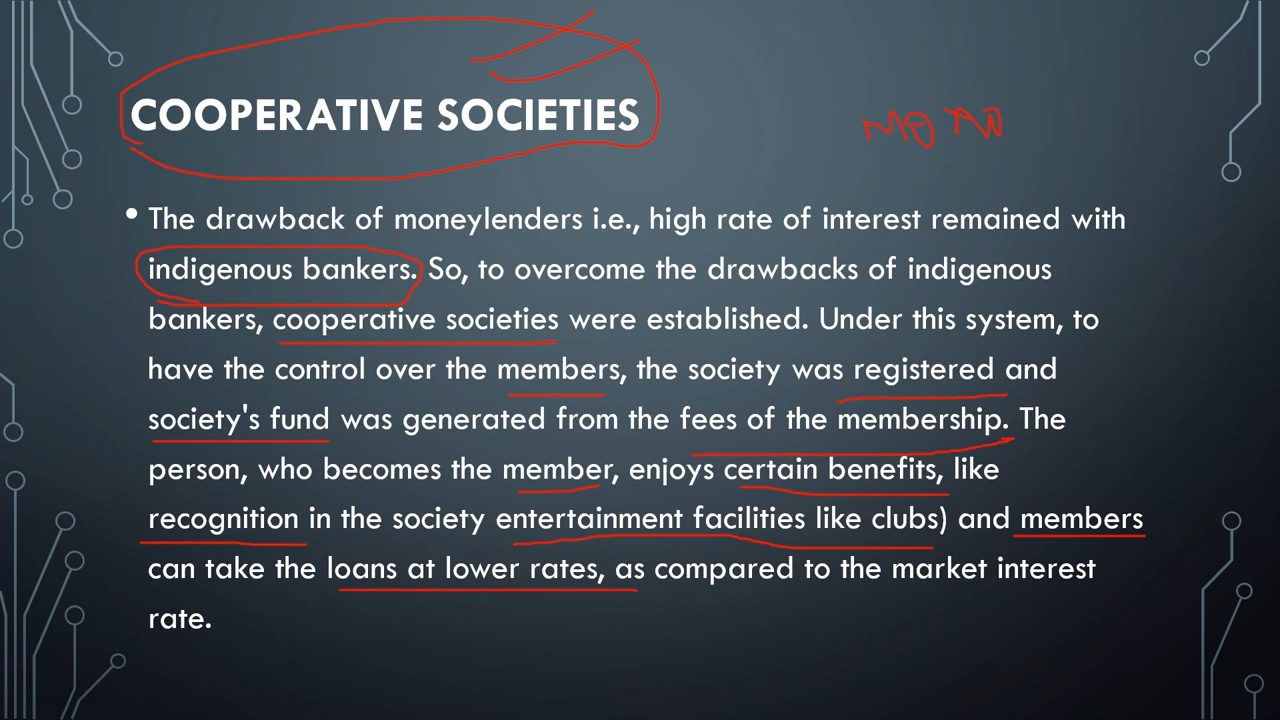 COOPERATIVE SOCIETIES
• The drawback of moneylenders i.e., high rate of interest remained with
indigenous bankers. So, to overcome the drawbacks of indigenous
bankers, cooperative societies were established. Under this system, to
have the control over the members, the society was registered and
society's fund was generated from the fees of the membership. The
person, who becomes the member, enjoys certain benefits, like
recognition in the society entertainment facilities like clubs) and members
can take the loans at lower rates, as compared to the market interest
rate.